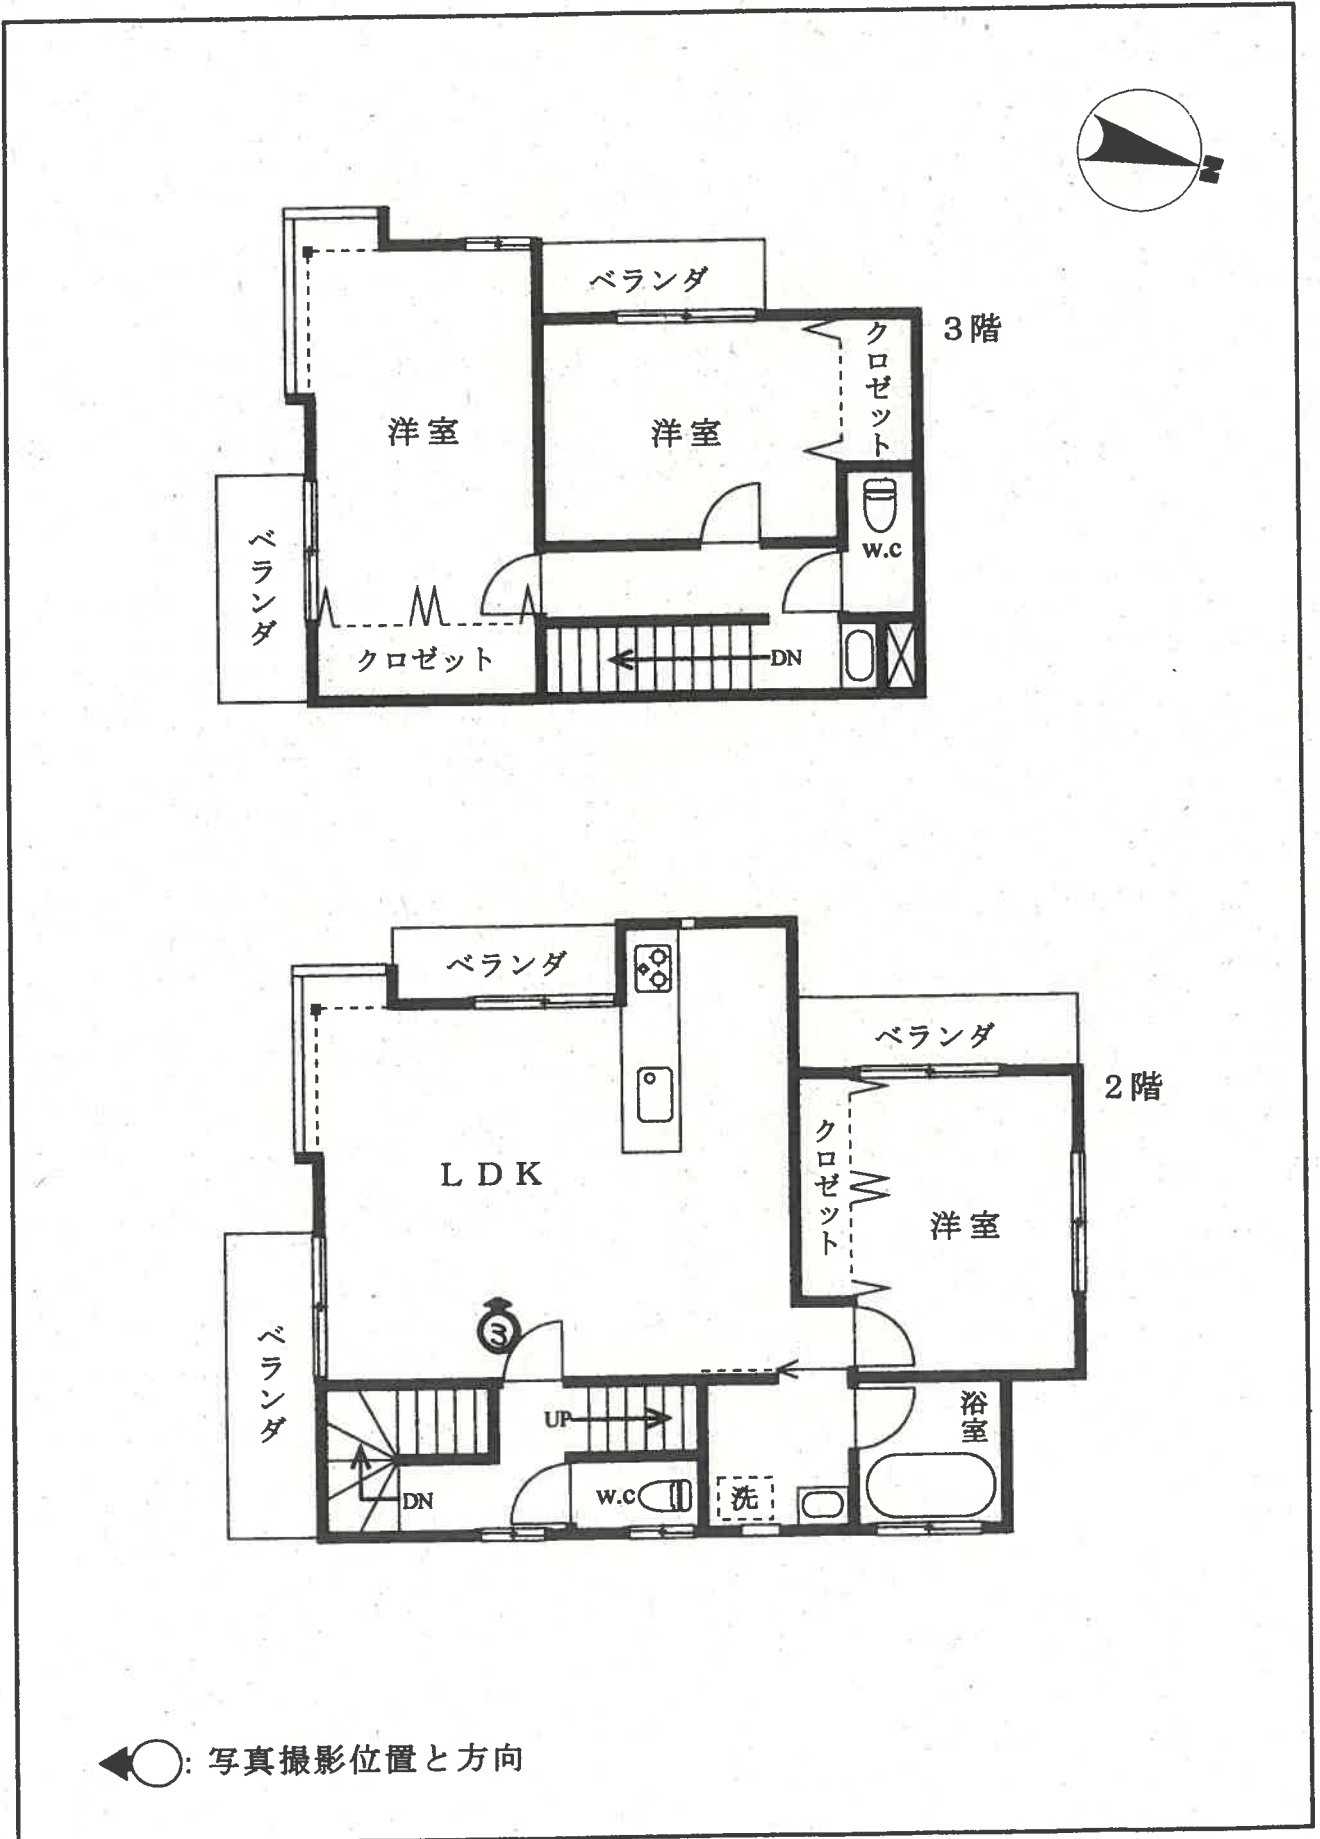 N
ベランダ
3階
クロゼット
洋室
洋室
w.c
ベランダ
クロゼット
DN
ベランダ
ベランダ
2階
クロゼット
LDK
洋室
3
ベランダ
UP
浴室
DN
w.c
洗
: 写真撮影位置と方向